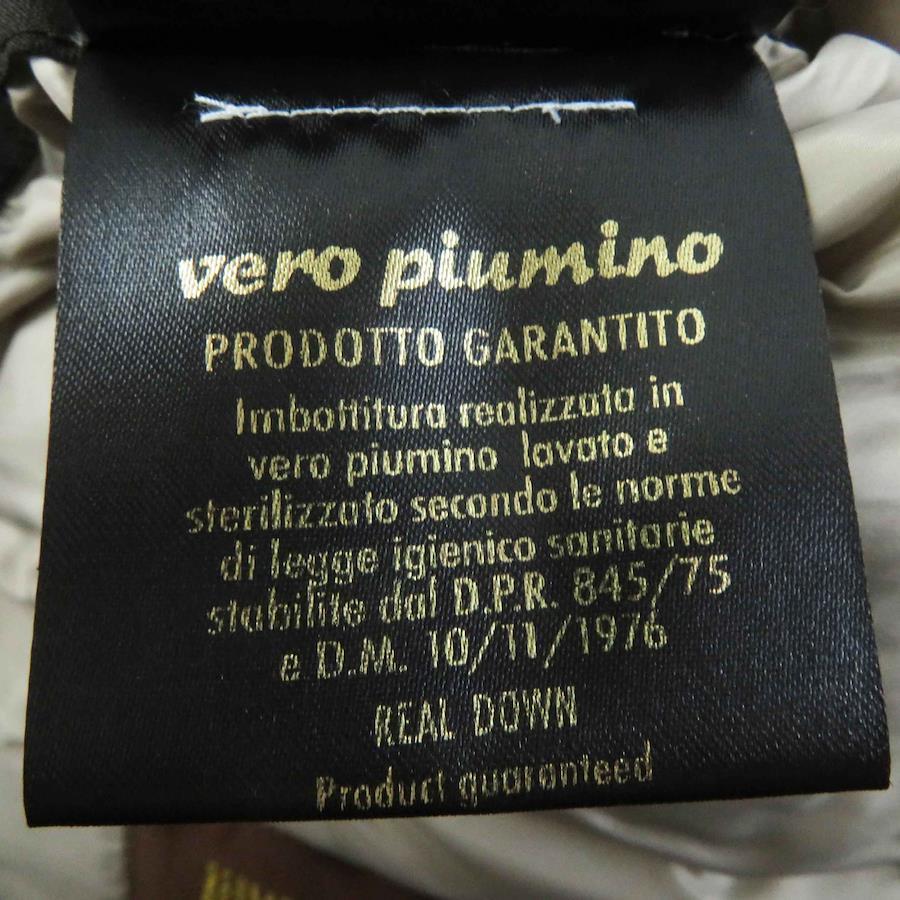 vero piumino
PRODOTTO GARANTITO
Imbottitura realizzata in
vero piumino lavato e
sterilizzato secondo le norme
di legge igienico sanitarie
stabilite dal D.P.R. 845/75
e D.M. 10/11/1976
REAL DOWN
Product guaranteed